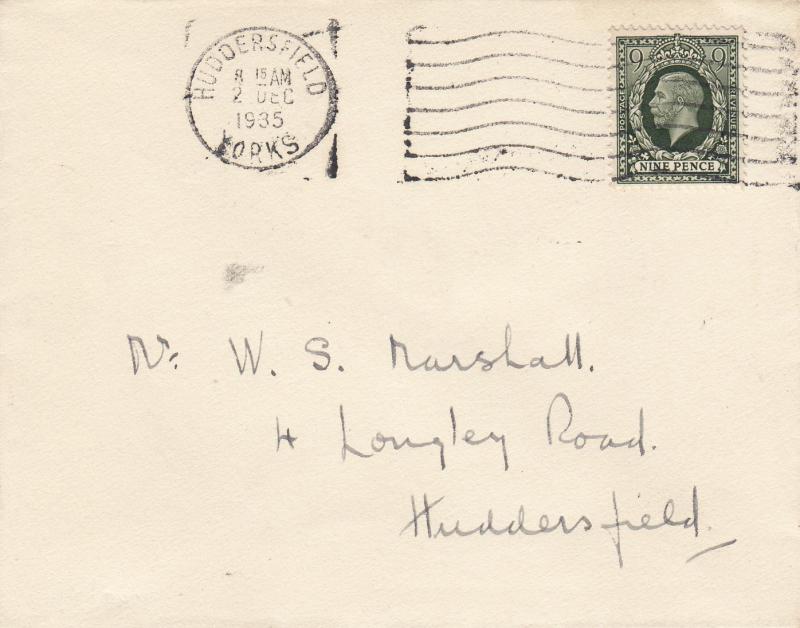 HUDDERSFIELD
8 15 AM
2 DEC
1935
YORKS
9 9
POSTAGE
REVENUE
NINE PENCE
Mr. W. S. Marshall.
4 Longley Road.
Huddersfield.